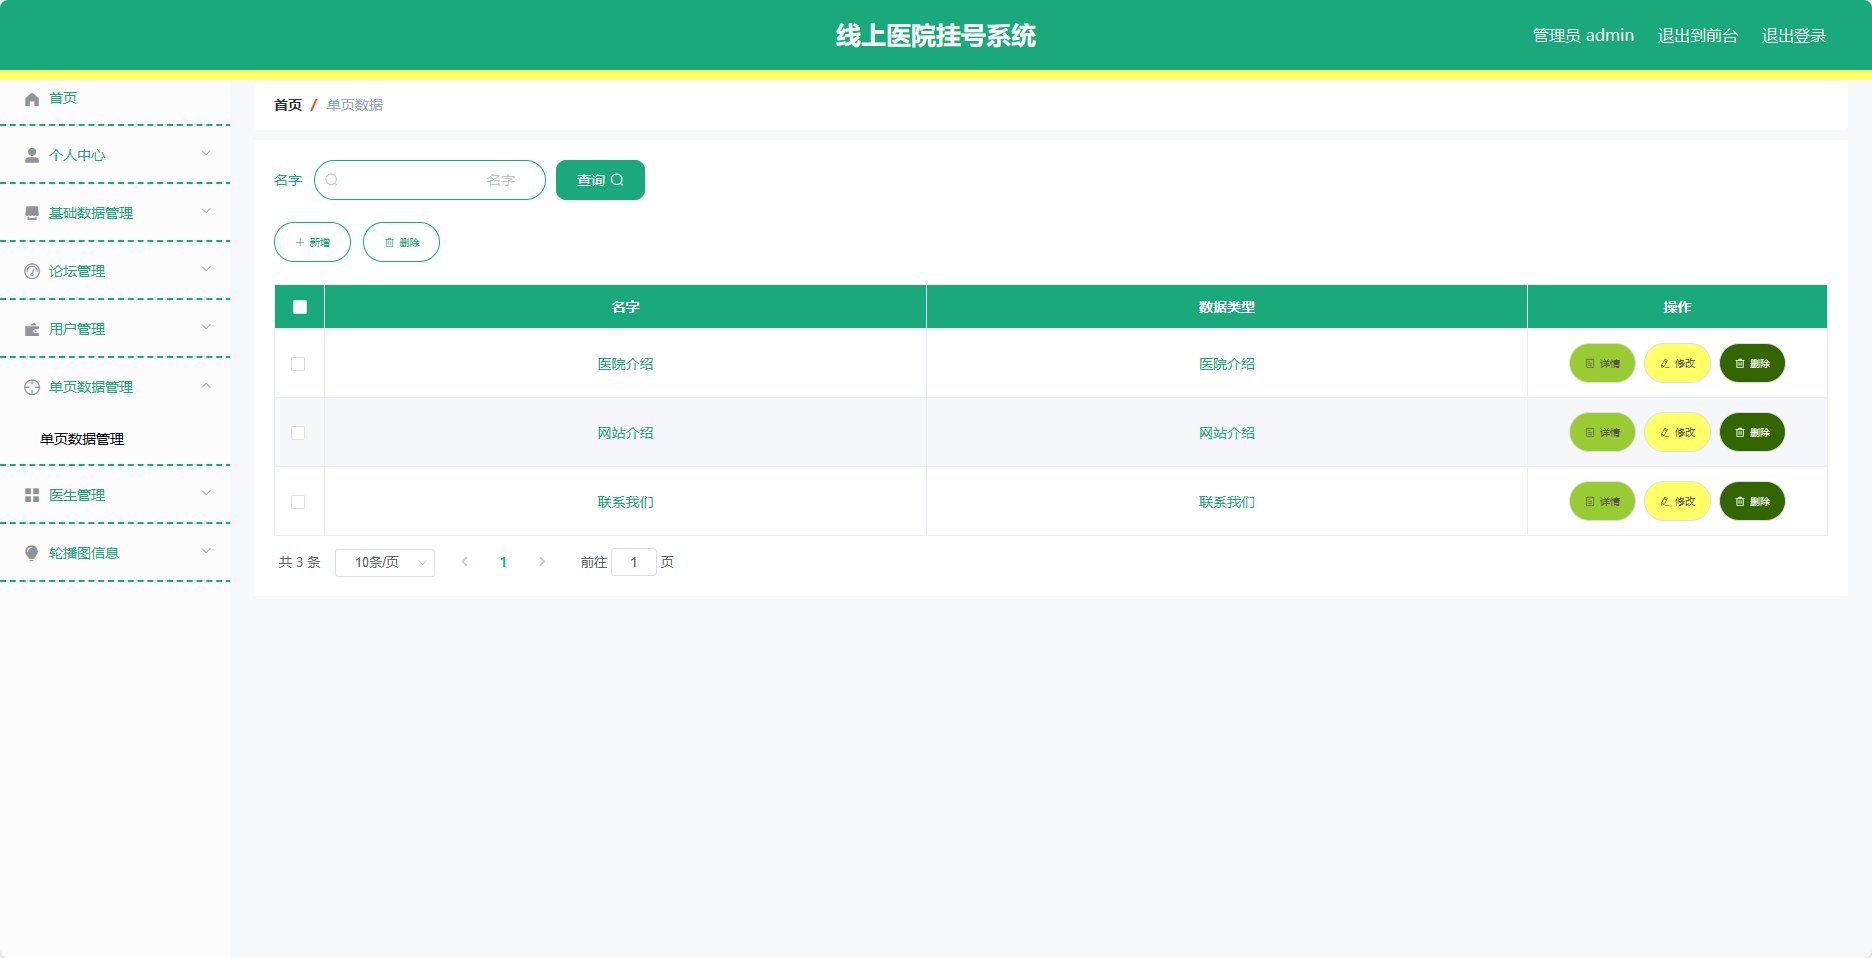 线上医院挂号系统
管理员 admin 退出到前台 退出登录
首页
个人中心
基础数据管理
论坛管理
用户管理
单页数据管理
单页数据管理
医生管理
轮播图信息
首页 / 单页数据
名字 名字 查询
新增 删除
名字 数据类型 操作
医院介绍 医院介绍 详情 修改 删除
网站介绍 网站介绍 详情 修改 删除
联系我们 联系我们 详情 修改 删除
共 3 条 10条/页 1 前往 1 页